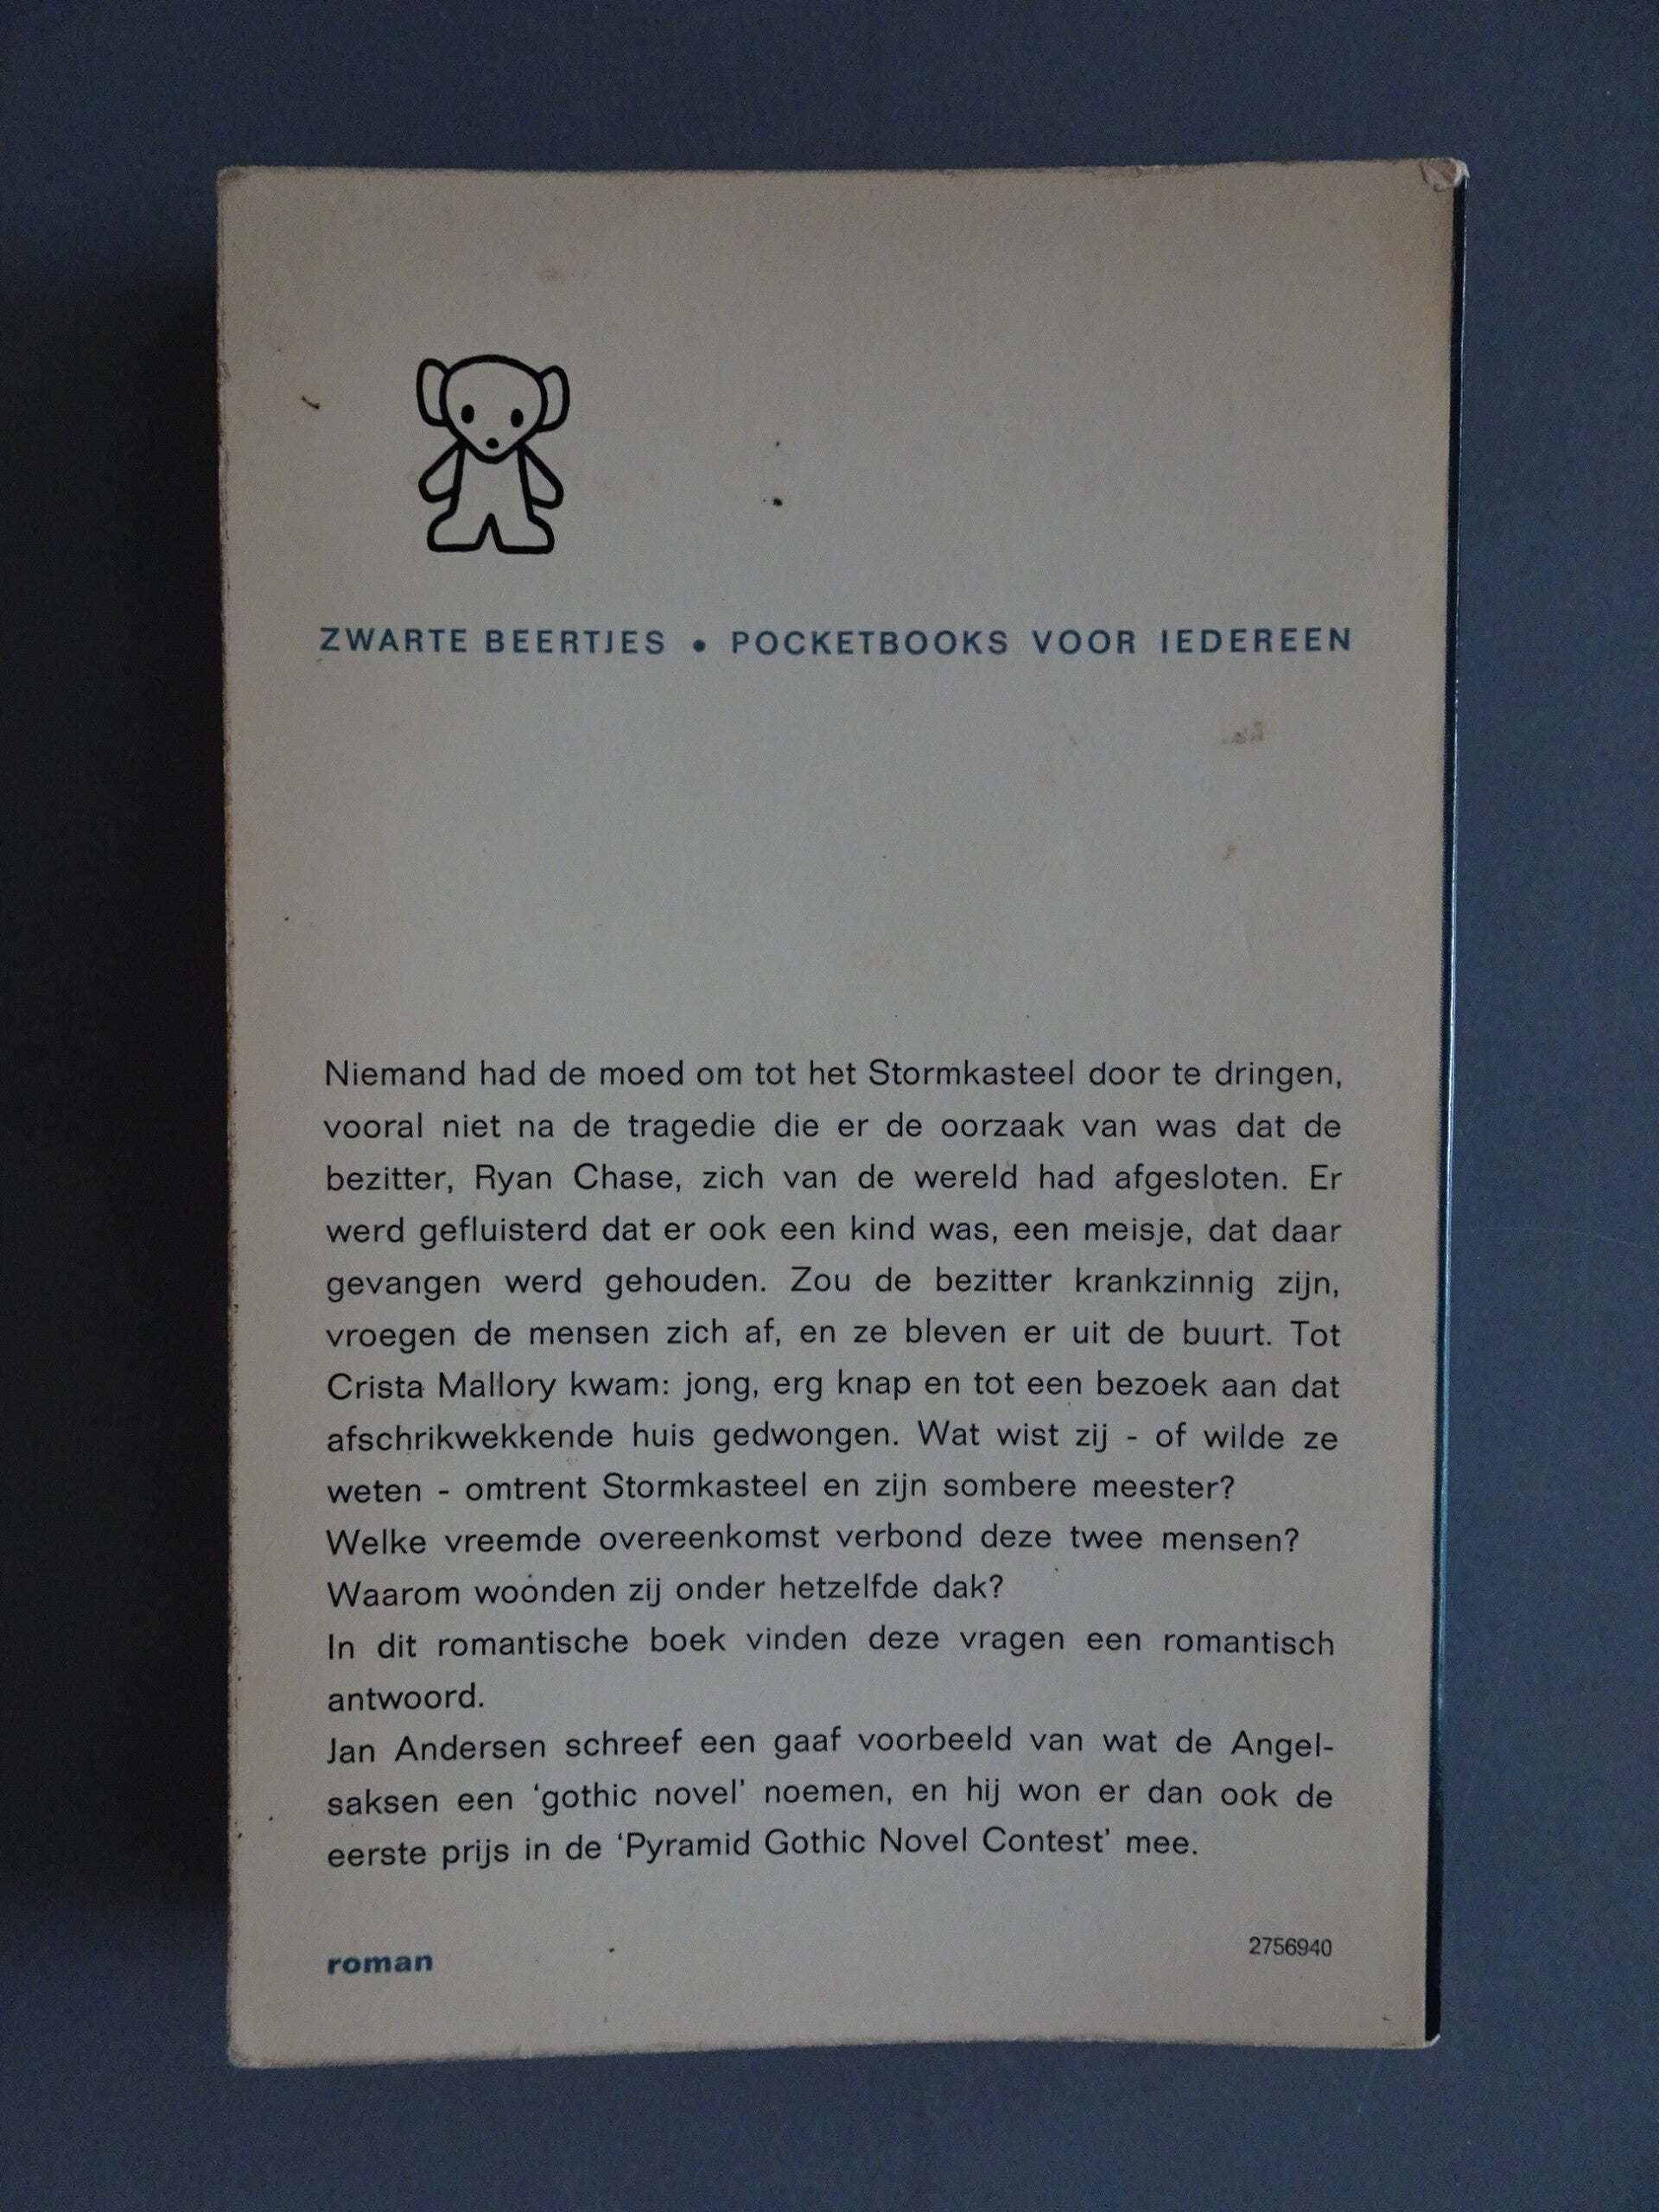 ZWARTE BEERTJES • POCKETBOOKS VOOR IEDEREEN
Niemand had de moed om tot het Stormkasteel door te dringen,
vooral niet na de tragedie die er de oorzaak van was dat de
bezitter, Ryan Chase, zich van de wereld had afgesloten. Er
werd gefluisterd dat er ook een kind was, een meisje, dat daar
gevangen werd gehouden. Zou de bezitter krankzinnig zijn,
vroegen de mensen zich af, en ze bleven er uit de buurt. Tot
Crista Mallory kwam: jong, erg knap en tot een bezoek aan dat
afschrikwekkende huis gedwongen. Wat wist zij - of wilde ze
weten - omtrent Stormkasteel en zijn sombere meester?
Welke vreemde overeenkomst verbond deze twee mensen?
Waarom woonden zij onder hetzelfde dak?
In dit romantische boek vinden deze vragen een romantisch
antwoord.
Jan Andersen schreef een gaaf voorbeeld van wat de Angel-
saksen een ‘gothic novel’ noemen, en hij won er dan ook de
eerste prijs in de ‘Pyramid Gothic Novel Contest’ mee.
roman
2756940